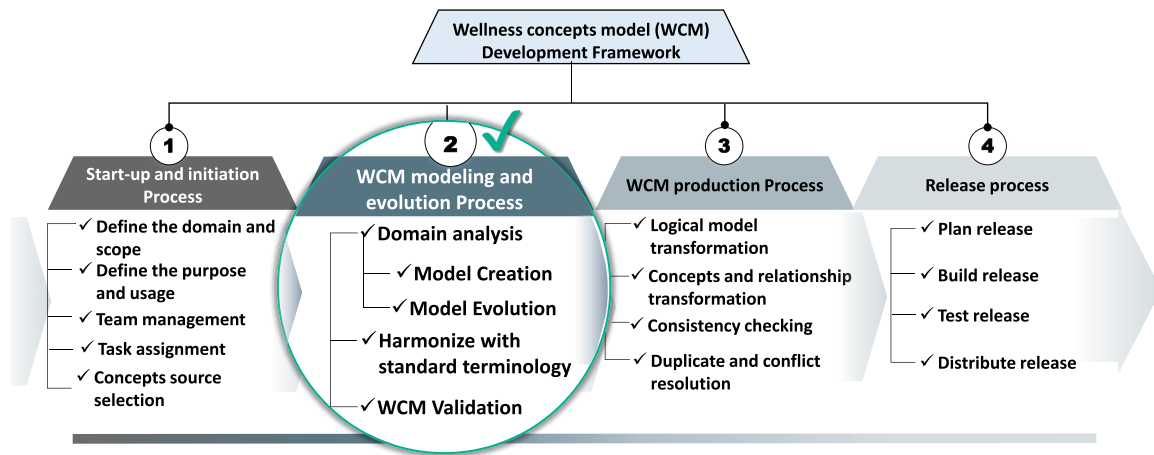 Wellness concepts model (WCM)
Development Framework
1
Start-up and initiation
Process
✓ Define the domain and
scope
✓ Define the purpose
and usage
✓ Team management
✓ Task assignment
✓ Concepts source
selection
2
WCM modeling and
evolution Process
✓ Domain analysis
✓ Model Creation
✓ Model Evolution
✓ Harmonize with
standard terminology
✓ WCM Validation
3
WCM production Process
✓ Logical model
transformation
✓ Concepts and relationship
transformation
✓ Consistency checking
✓ Duplicate and conflict
resolution
4
Release process
✓ Plan release
✓ Build release
✓ Test release
✓ Distribute release